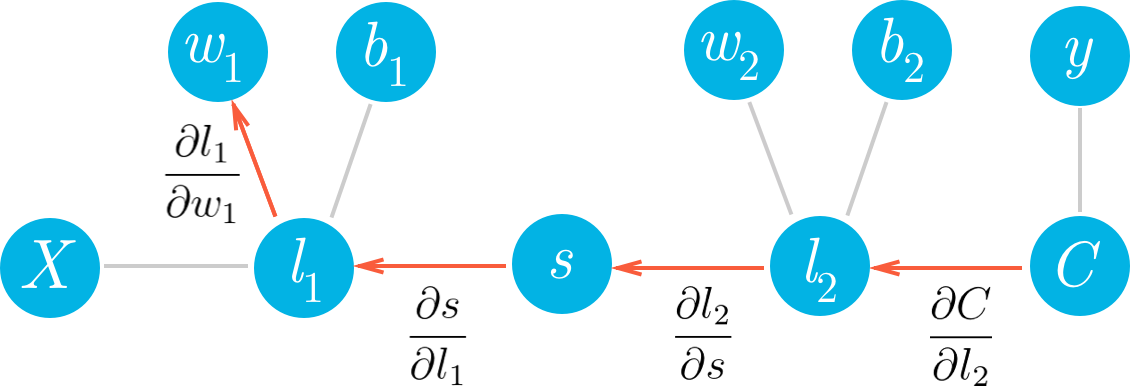 w₁ b₁ w₂ b₂ y
∂l₁
∂w₁
X l₁ s l₂ C
∂s ∂l₂ ∂C
∂l₁ ∂s ∂l₂